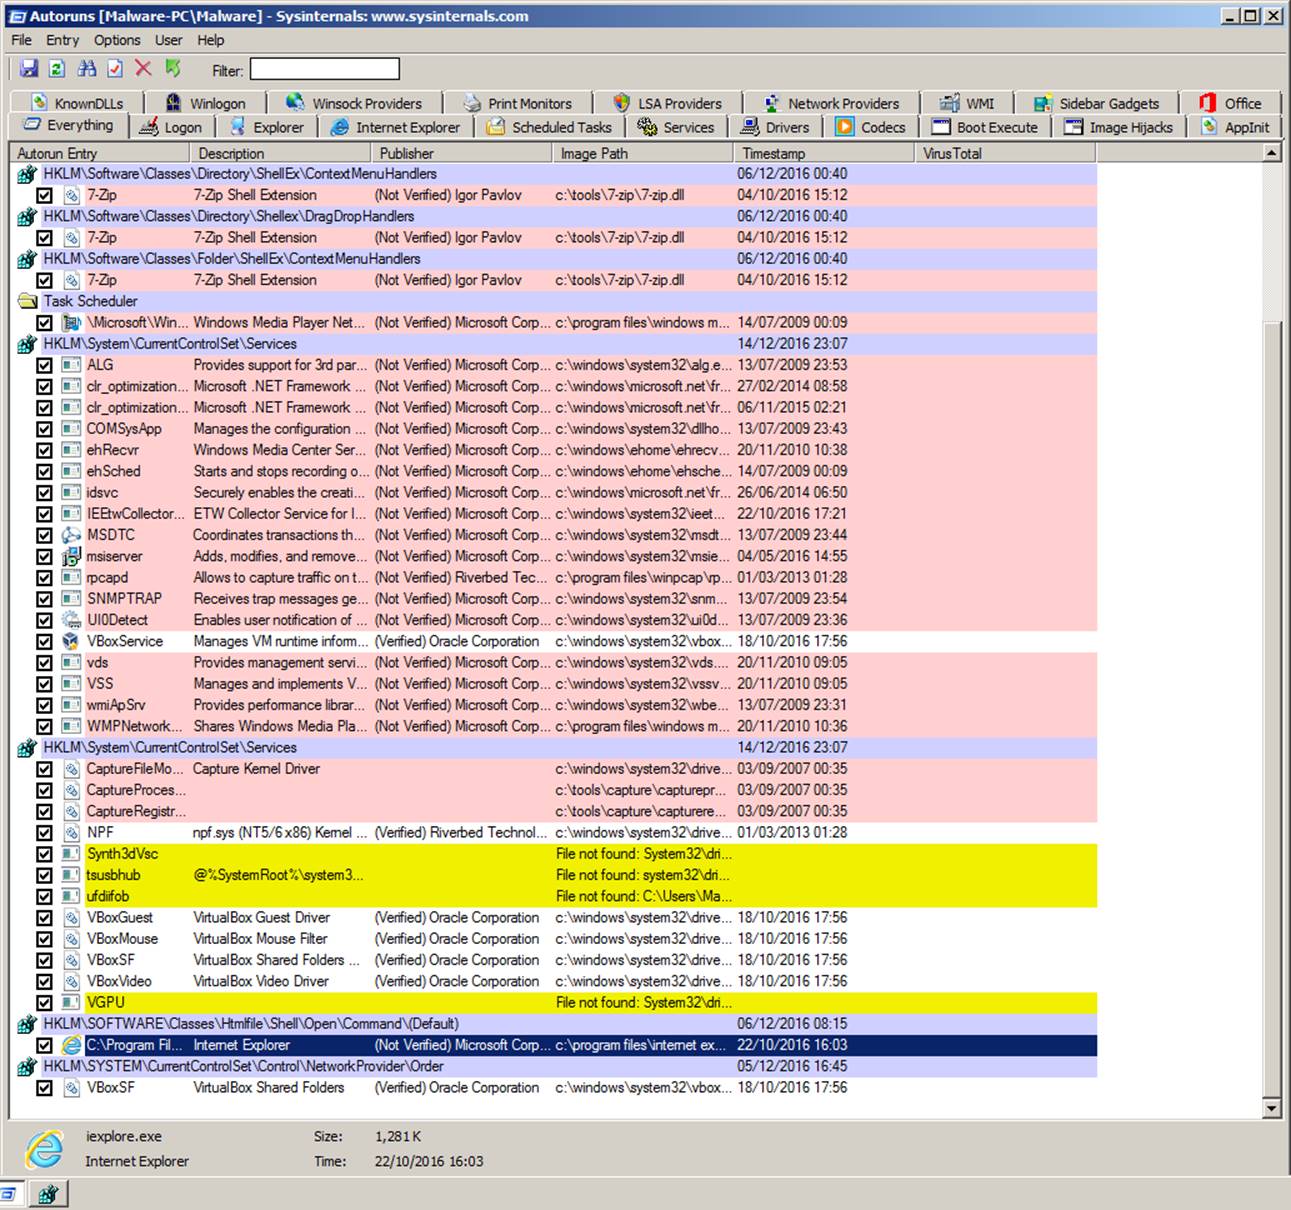 Autoruns [Malware-PC\Malware] - Sysinternals: www.sysinternals.com
File Entry Options User Help
Filter:
KnownDLLs Winlogon Winsock Providers Print Monitors LSA Providers Network Providers WMI Sidebar Gadgets Office
Everything Logon Explorer Internet Explorer Scheduled Tasks Services Drivers Codecs Boot Execute Image Hijacks AppInit
Autorun Entry Description Publisher Image Path Timestamp VirusTotal
HKLM\Software\Classes\Directory\ShellEx\ContextMenuHandlers 06/12/2016 00:40
7-Zip 7-Zip Shell Extension (Not Verified) Igor Pavlov c:\tools\7-zip\7-zip.dll 04/10/2016 15:12
HKLM\Software\Classes\Directory\Shellex\DragDropHandlers 06/12/2016 00:40
7-Zip 7-Zip Shell Extension (Not Verified) Igor Pavlov c:\tools\7-zip\7-zip.dll 04/10/2016 15:12
HKLM\Software\Classes\Folder\ShellEx\ContextMenuHandlers 06/12/2016 00:40
7-Zip 7-Zip Shell Extension (Not Verified) Igor Pavlov c:\tools\7-zip\7-zip.dll 04/10/2016 15:12
Task Scheduler
\Microsoft\Win... Windows Media Player Net... (Not Verified) Microsoft Corp... c:\program files\windows m... 14/07/2009 00:09
HKLM\System\CurrentControlSet\Services 14/12/2016 23:07
ALG Provides support for 3rd par... (Not Verified) Microsoft Corp... c:\windows\system32\alg.e... 13/07/2009 23:53
clr_optimization... Microsoft .NET Framework ... (Not Verified) Microsoft Corp... c:\windows\microsoft.net\fr... 27/02/2014 08:58
clr_optimization... Microsoft .NET Framework ... (Not Verified) Microsoft Corp... c:\windows\microsoft.net\fr... 06/11/2015 02:21
COMSysApp Manages the configuration ... (Not Verified) Microsoft Corp... c:\windows\system32\dllho... 13/07/2009 23:43
ehRecvr Windows Media Center Ser... (Not Verified) Microsoft Corp... c:\windows\ehome\ehrecv... 20/11/2010 10:38
ehSched Starts and stops recording o... (Not Verified) Microsoft Corp... c:\windows\ehome\ehsche... 14/07/2009 00:09
idsvc Securely enables the creati... (Not Verified) Microsoft Corp... c:\windows\microsoft.net\fr... 26/06/2014 06:50
IEEtwCollector... ETW Collector Service for I... (Not Verified) Microsoft Corp... c:\windows\system32\ieet... 22/10/2016 17:21
MSDTC Coordinates transactions th... (Not Verified) Microsoft Corp... c:\windows\system32\msdt... 13/07/2009 23:44
msiserver Adds, modifies, and remove... (Not Verified) Microsoft Corp... c:\windows\system32\msie... 04/05/2016 14:55
rpcapd Allows to capture traffic on t... (Not Verified) Riverbed Tec... c:\program files\winpcap\rp... 01/03/2013 01:28
SNMPTRAP Receives trap messages ge... (Not Verified) Microsoft Corp... c:\windows\system32\snm... 13/07/2009 23:54
UI0Detect Enables user notification of ... (Not Verified) Microsoft Corp... c:\windows\system32\ui0d... 13/07/2009 23:36
VBoxService Manages VM runtime inform... (Verified) Oracle Corporation c:\windows\system32\vbox... 18/10/2016 17:56
vds Provides management servi... (Not Verified) Microsoft Corp... c:\windows\system32\vds.... 20/11/2010 09:05
VSS Manages and implements V... (Not Verified) Microsoft Corp... c:\windows\system32\vssv... 20/11/2010 09:05
wmiApSrv Provides performance librar... (Not Verified) Microsoft Corp... c:\windows\system32\wbe... 13/07/2009 23:31
WMPNetwork... Shares Windows Media Pla... (Not Verified) Microsoft Corp... c:\program files\windows m... 20/11/2010 10:36
HKLM\System\CurrentControlSet\Services 14/12/2016 23:07
CaptureFileMo... Capture Kernel Driver c:\windows\system32\drive... 03/09/2007 00:35
CaptureProces... c:\tools\capture\capturepr... 03/09/2007 00:35
CaptureRegistr... c:\tools\capture\capturere... 03/09/2007 00:35
NPF npf.sys (NT5/6 x86) Kernel ... (Verified) Riverbed Technol... c:\windows\system32\drive... 01/03/2013 01:28
Synth3dVsc File not found: System32\dri...
tsusbhub @%SystemRoot%\system3... File not found: system32\dri...
ufdiifob File not found: C:\Users\Ma...
VBoxGuest VirtualBox Guest Driver (Verified) Oracle Corporation c:\windows\system32\drive... 18/10/2016 17:56
VBoxMouse VirtualBox Mouse Filter (Verified) Oracle Corporation c:\windows\system32\drive... 18/10/2016 17:56
VBoxSF VirtualBox Shared Folders ... (Verified) Oracle Corporation c:\windows\system32\drive... 18/10/2016 17:56
VBoxVideo VirtualBox Video Driver (Verified) Oracle Corporation c:\windows\system32\drive... 18/10/2016 17:56
VGPU File not found: System32\dri...
HKLM\SOFTWARE\Classes\Htmlfile\Shell\Open\Command\(Default) 06/12/2016 08:15
C:\Program Fil... Internet Explorer (Not Verified) Microsoft Corp... c:\program files\internet ex... 22/10/2016 16:03
HKLM\SYSTEM\CurrentControlSet\Control\NetworkProvider\Order 05/12/2016 16:45
VBoxSF VirtualBox Shared Folders (Verified) Oracle Corporation c:\windows\system32\vbox... 18/10/2016 17:56
iexplore.exe Size: 1,281 K
Internet Explorer Time: 22/10/2016 16:03